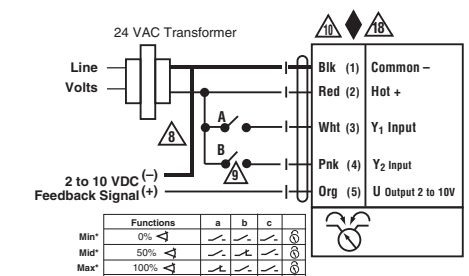 24 VAC Transformer
10 18
Line
Volts
Blk (1) Common –
Red (2) Hot +
A
Wht (3) Y1 Input
8
B
Pnk (4) Y2 Input
9
2 to 10 VDC (–)
Feedback Signal (+)
Org (5) U Output 2 to 10V
Functions a b c
Min* 0%
Mid* 50%
Max* 100%